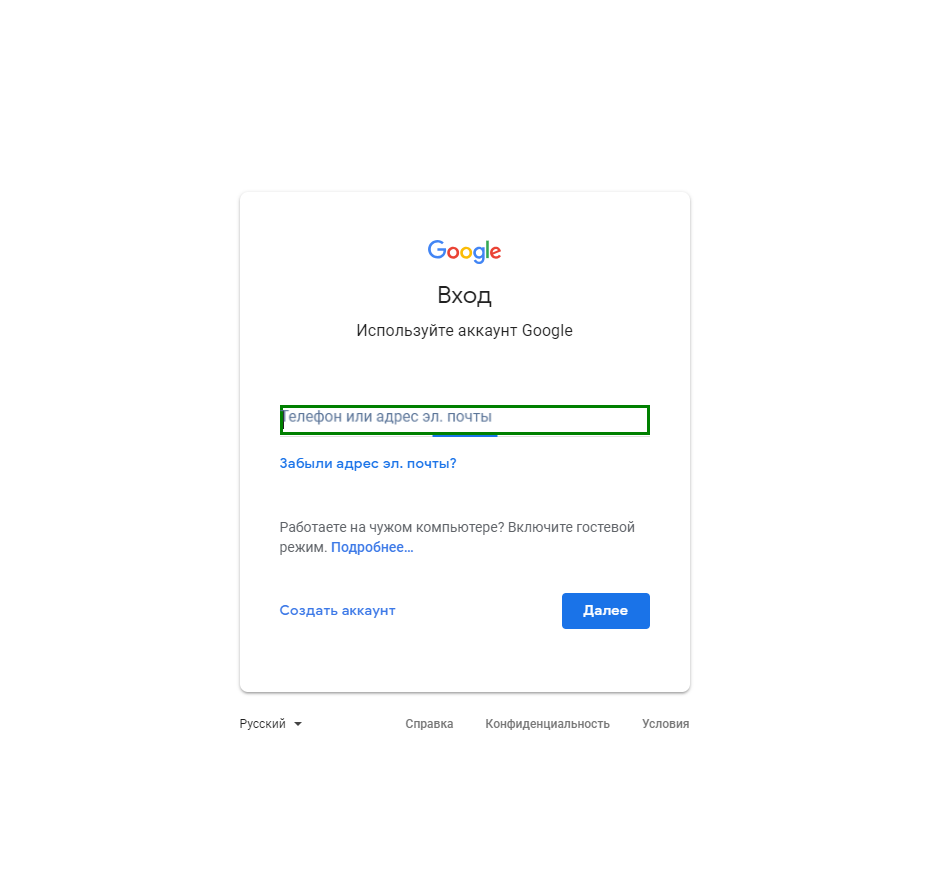 Google
Вход
Используйте аккаунт Google
Телефон или адрес эл. почты
Забыли адрес эл. почты?
Работаете на чужом компьютере? Включите гостевой
режим. Подробнее…
Создать аккаунт
Далее
Русский
Справка
Конфиденциальность
Условия